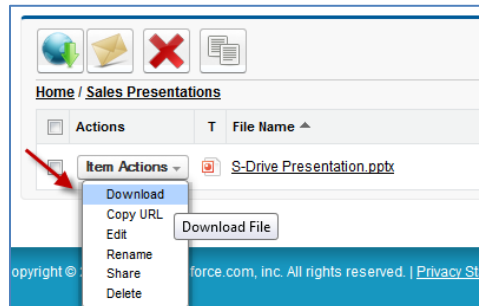 Home / Sales Presentations
Actions T File Name
Item Actions S-Drive Presentation.pptx
Download
Copy URL
Download File
Edit
Rename
opyright © force.com, inc. All rights reserved. | Privacy St
Share
Delete